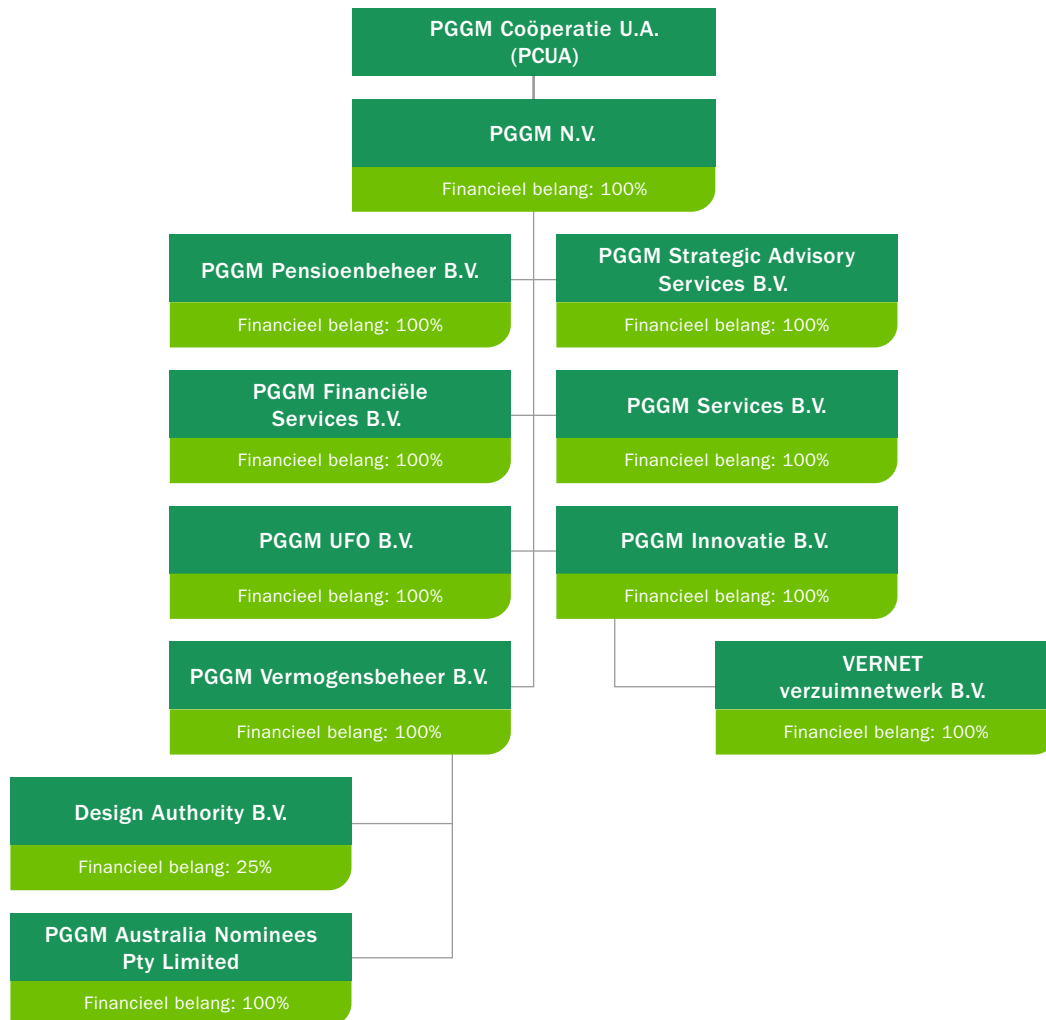 PGGM Coöperatie U.A.
(PCUA)
PGGM N.V.
Financieel belang: 100%
PGGM Pensioenbeheer B.V.
Financieel belang: 100%
PGGM Strategic Advisory
Services B.V.
Financieel belang: 100%
PGGM Financiële
Services B.V.
Financieel belang: 100%
PGGM Services B.V.
Financieel belang: 100%
PGGM UFO B.V.
Financieel belang: 100%
PGGM Innovatie B.V.
Financieel belang: 100%
PGGM Vermogensbeheer B.V.
Financieel belang: 100%
VERNET
verzuimnetwerk B.V.
Financieel belang: 100%
Design Authority B.V.
Financieel belang: 25%
PGGM Australia Nominees
Pty Limited
Financieel belang: 100%